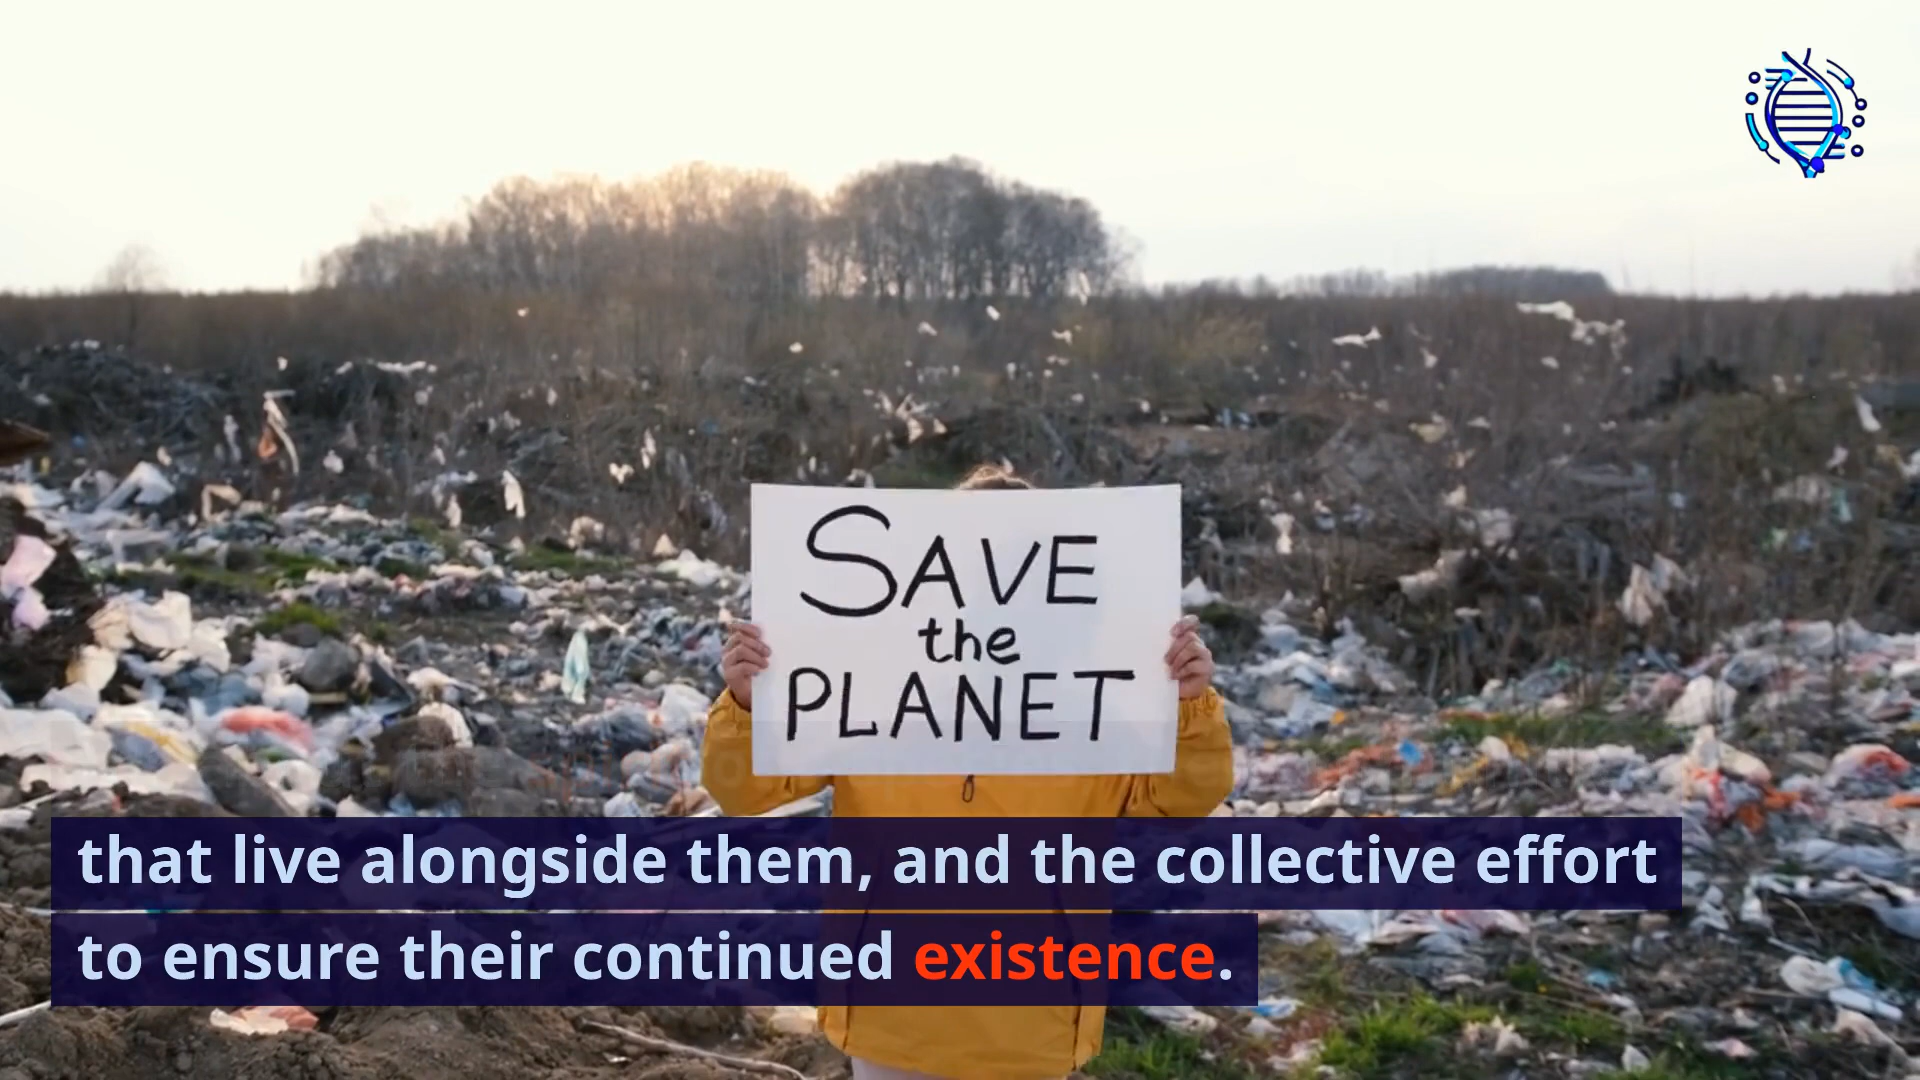 SAVE
the
PLANET
that live alongside them, and the collective effort
to ensure their continued existence.